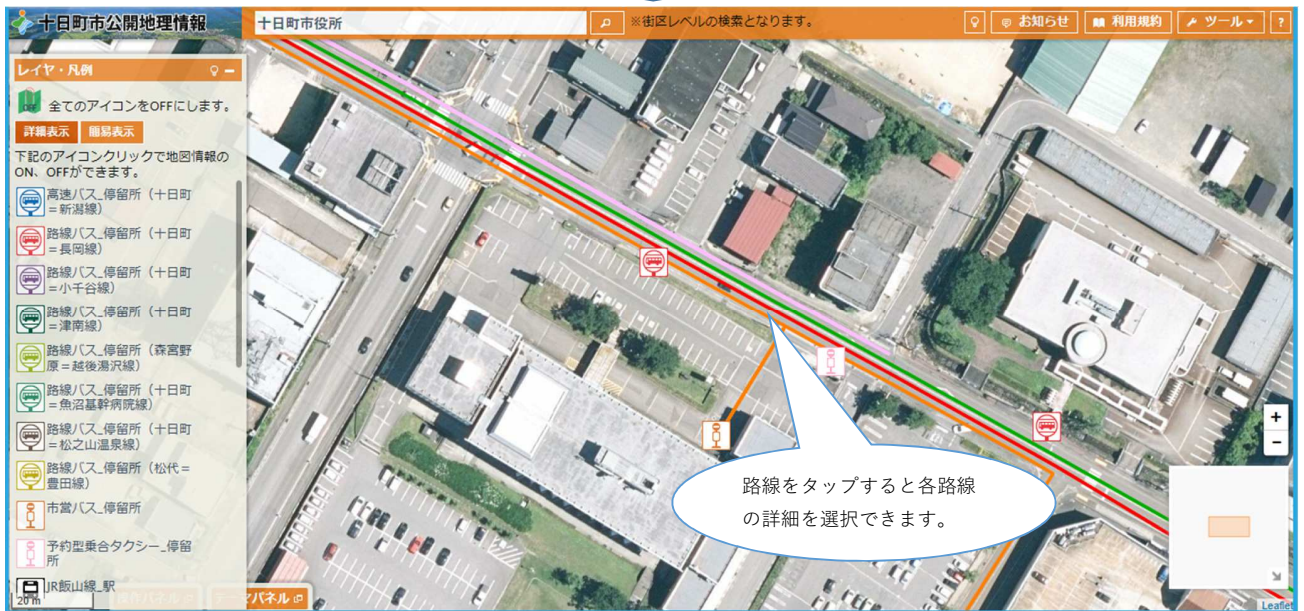 十日町市公開地理情報
十日町市役所
※街区レベルの検索となります。
お知らせ
利用規約
ツール
?
レイヤ・凡例
OFF
全てのアイコンをOFFにします。
詳細表示 簡易表示
下記のアイコンクリックで地図情報の
ON、OFFができます。
高速バス_停留所（十日町
＝新潟線）
路線バス_停留所（十日町
＝長岡線）
路線バス_停留所（十日町
＝小千谷線）
路線バス_停留所（十日町
＝津南線）
路線バス_停留所（森宮野
原＝越後湯沢線）
路線バス_停留所（十日町
＝魚沼基幹病院線）
路線バス_停留所（十日町
＝松之山温泉線）
路線バス_停留所（松代＝
豊田線）
市営バス_停留所
予約型乗合タクシー_停留
所
JR飯山線_駅
20 m
操作パネル
テーマパネル
路線をタップすると各路線
の詳細を選択できます。
+
−
Leaflet